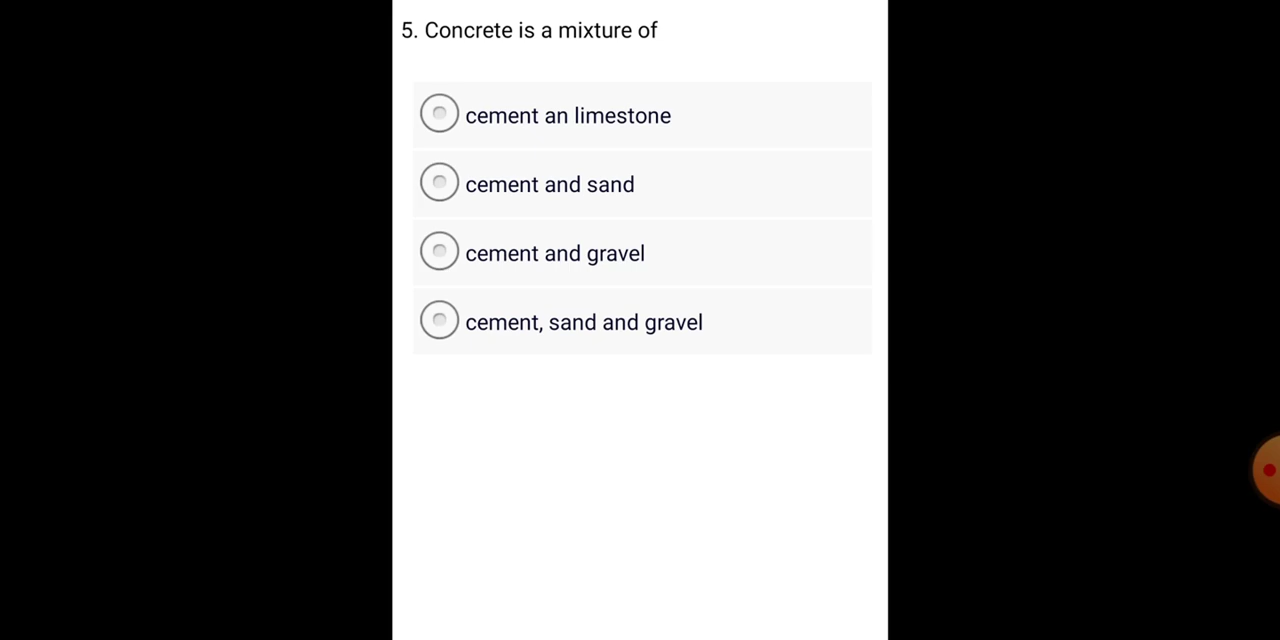 5. Concrete is a mixture of
cement an limestone
cement and sand
cement and gravel
cement, sand and gravel